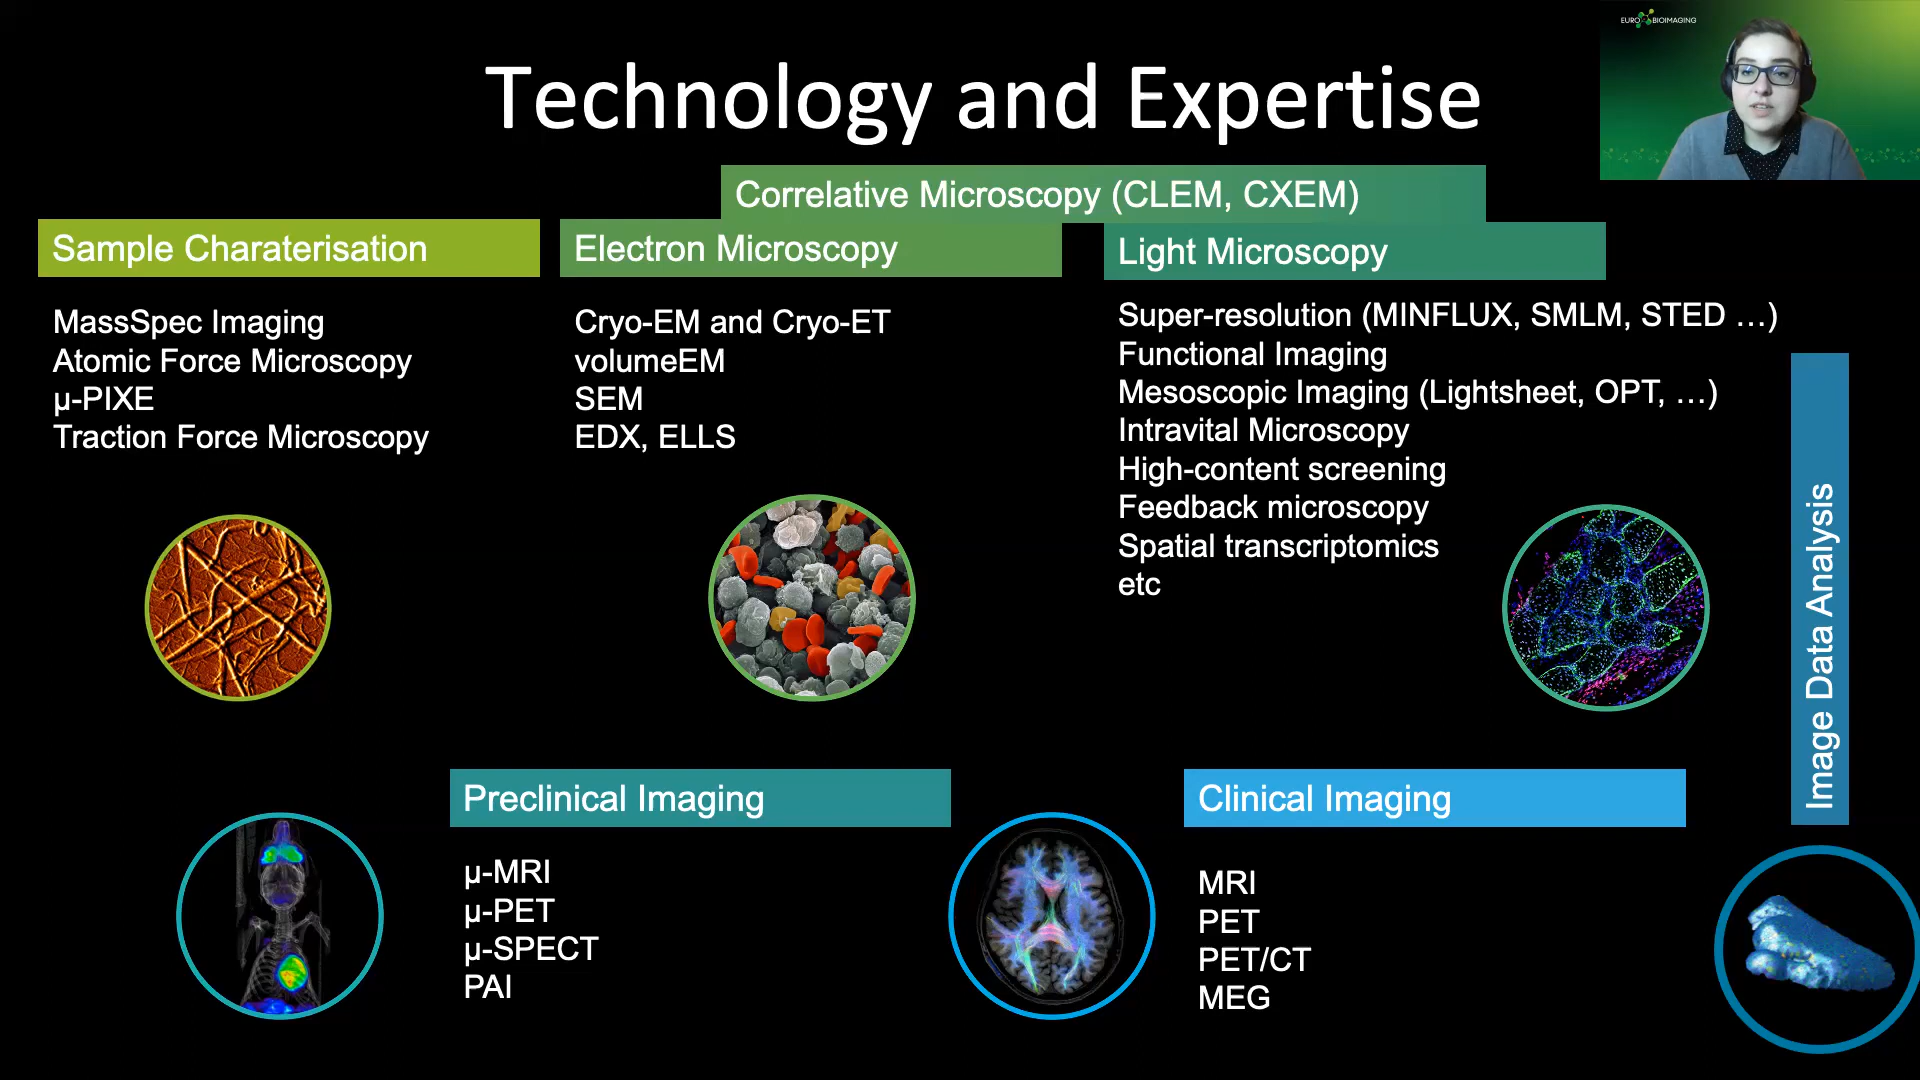 EURO BIOIMAGING
Technology and Expertise
Correlative Microscopy (CLEM, CXEM)
Sample Charaterisation
MassSpec Imaging
Atomic Force Microscopy
µ-PIXE
Traction Force Microscopy
Electron Microscopy
Cryo-EM and Cryo-ET
volumeEM
SEM
EDX, ELLS
Light Microscopy
Super-resolution (MINFLUX, SMLM, STED …)
Functional Imaging
Mesoscopic Imaging (Lightsheet, OPT, …)
Intravital Microscopy
High-content screening
Feedback microscopy
Spatial transcriptomics
etc
Image Data Analysis
Preclinical Imaging
µ-MRI
µ-PET
µ-SPECT
PAI
Clinical Imaging
MRI
PET
PET/CT
MEG